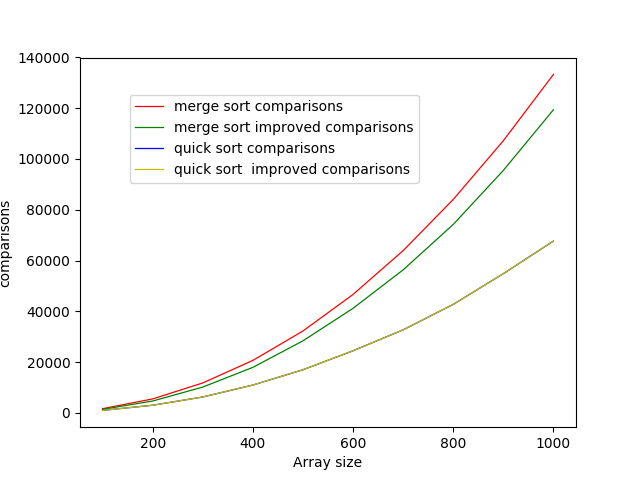 140000
120000
100000
80000
60000
40000
20000
0
comparisons
merge sort comparisons
merge sort improved comparisons
quick sort comparisons
quick sort  improved comparisons
200 400 600 800 1000
Array size